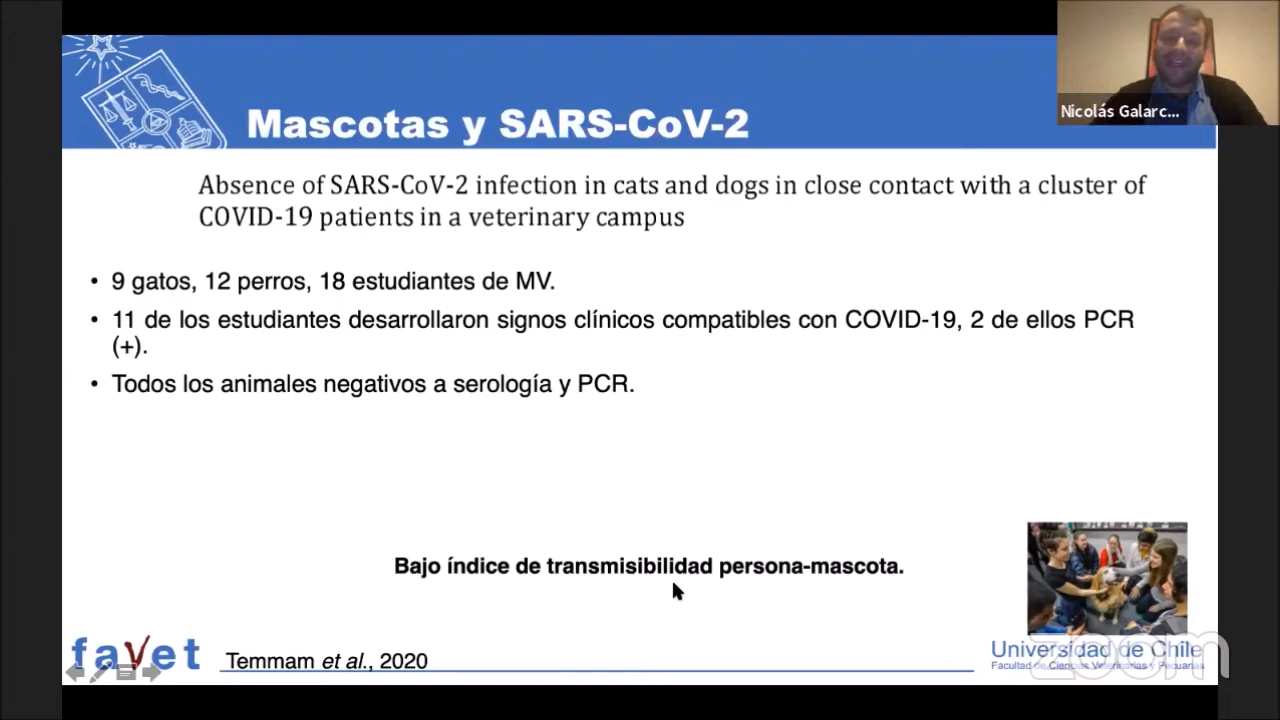 Nicolás Galarc...
Mascotas y SARS-CoV-2
Absence of SARS-CoV-2 infection in cats and dogs in close contact with a cluster of
COVID-19 patients in a veterinary campus
• 9 gatos, 12 perros, 18 estudiantes de MV.
• 11 de los estudiantes desarrollaron signos clínicos compatibles con COVID-19, 2 de ellos PCR
(+).
• Todos los animales negativos a serología y PCR.
Bajo índice de transmisibilidad persona-mascota.
favet
Temmam et al., 2020
Universidad de Chile
Facultad de Ciencias Veterinarias y Pecuarias
zoom